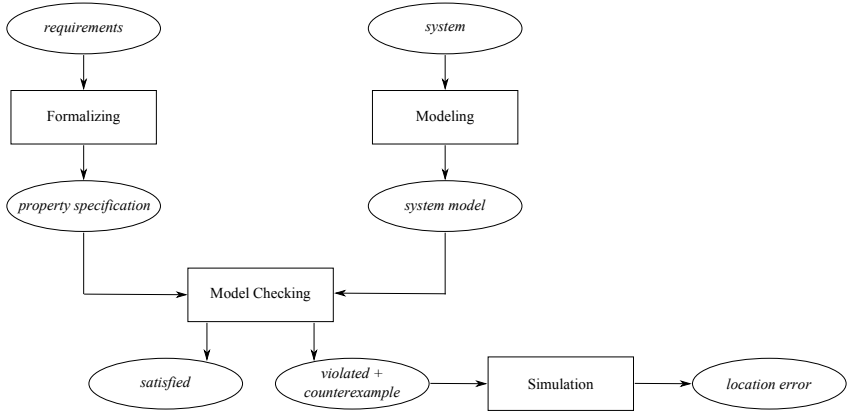 requirements
system
Formalizing
Modeling
property specification
system model
Model Checking
satisfied
violated +
counterexample
Simulation
location error